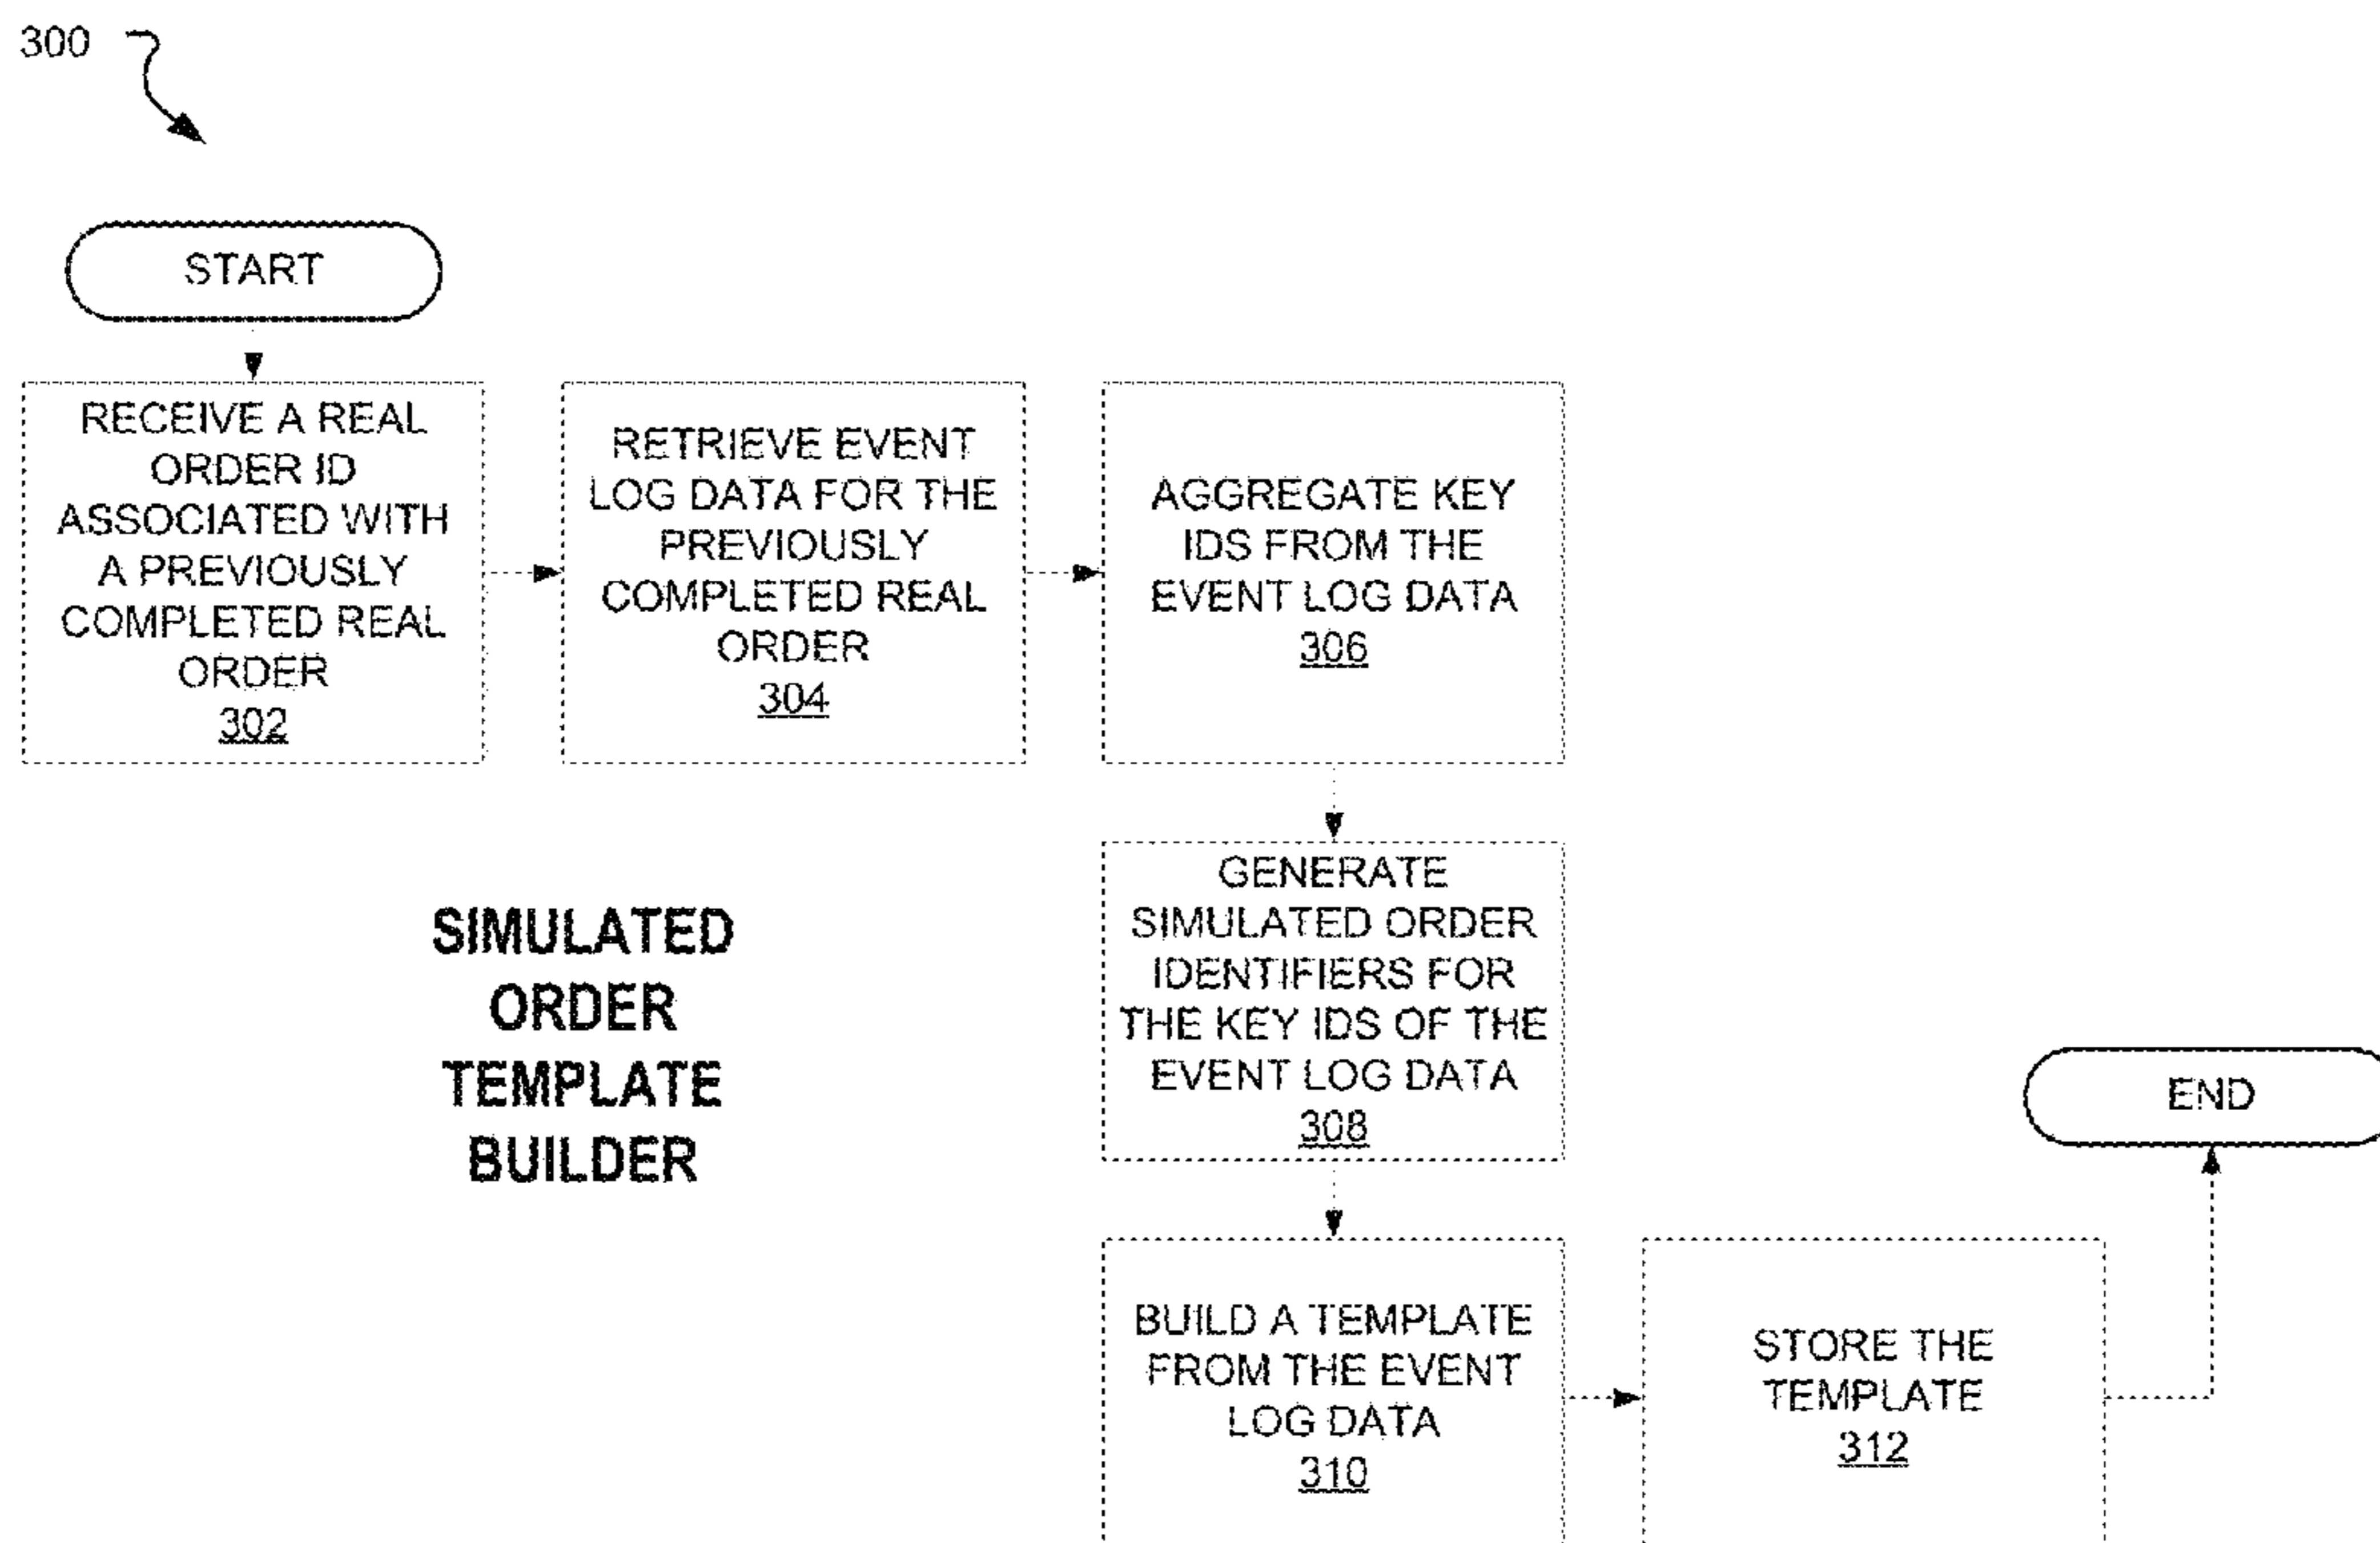 300
START
RECEIVE A REAL
ORDER ID
ASSOCIATED WITH
A PREVIOUSLY
COMPLETED REAL
ORDER
302
RETRIEVE EVENT
LOG DATA FOR THE
PREVIOUSLY
COMPLETED REAL
ORDER
304
AGGREGATE KEY
IDS FROM THE
EVENT LOG DATA
306
GENERATE
SIMULATED ORDER
IDENTIFIERS FOR
THE KEY IDS OF THE
EVENT LOG DATA
308
SIMULATED
ORDER
TEMPLATE
BUILDER
BUILD A TEMPLATE
FROM THE EVENT
LOG DATA
310
STORE THE
TEMPLATE
312
END